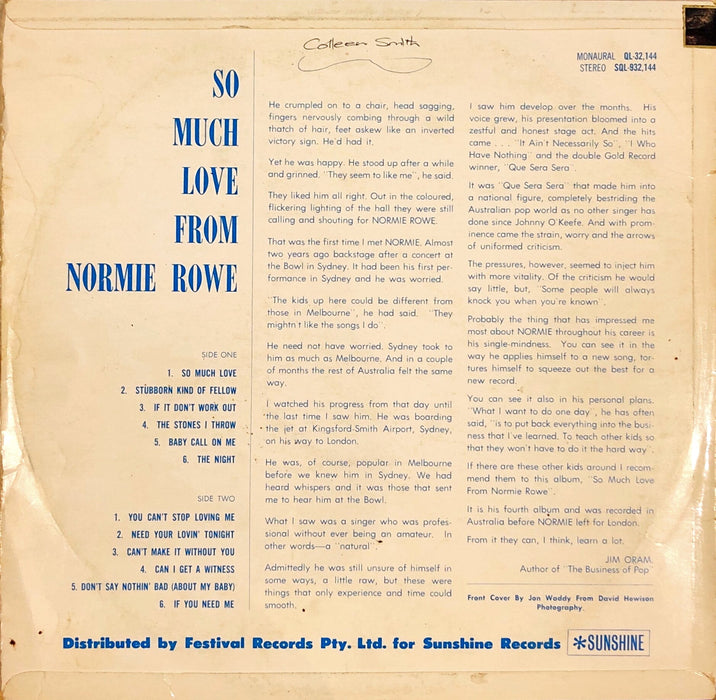 Colleen Smith
MONAURAL QL-32,144
STEREO SQL-932,144
SO
MUCH
LOVE
FROM
NORMIE ROWE
SIDE ONE
1. SO MUCH LOVE
2. STUBBORN KIND OF FELLOW
3. IF IT DON'T WORK OUT
4. THE STONES I THROW
5. BABY CALL ON ME
6. THE NIGHT
SIDE TWO
1. YOU CAN'T STOP LOVING ME
2. NEED YOUR LOVIN' TONIGHT
3. CAN'T MAKE IT WITHOUT YOU
4. CAN I GET A WITNESS
5. DON'T SAY NOTHIN' BAD (ABOUT MY BABY)
6. IF YOU NEED ME
He crumpled on to a chair, head sagging,
fingers nervously combing through a wild
thatch of hair, feet askew like an inverted
victory sign. He'd had it.
Yet he was happy. He stood up after a while
and grinned. "They seem to like me", he said.
They liked him all right. Out in the coloured,
flickering lighting of the hall they were still
calling and shouting for NORMIE ROWE.
That was the first time I met NORMIE. Almost
two years ago backstage after a concert at
the Bowl in Sydney. It had been his first per-
formance in Sydney and he was worried.
"The kids up here could be different from
those in Melbourne", he had said. "They
mightn't like the songs I do".
He need not have worried. Sydney took to
him as much as Melbourne. And in a couple
of months the rest of Australia felt the same
way.
I watched his progress from that day until
the last time I saw him. He was boarding
the jet at Kingsford-Smith Airport, Sydney,
on his way to London.
He was, of course, popular in Melbourne
before we knew him in Sydney. We had
heard whispers and it was those that sent
me to hear him at the Bowl.
What I saw was a singer who was profes-
sional without ever being an amateur. In
other words—a "natural".
Admittedly he was still unsure of himself in
some ways, a little raw, but these were
things that only experience and time could
smooth.
I saw him develop over the months. His
voice grew, his presentation bloomed into a
zestful and honest stage act. And the hits
came . . . "It Ain't Necessarily So", "I Who
Have Nothing" and the double Gold Record
winner, "Que Sera Sera".
It was "Que Sera Sera" that made him into
a national figure, completely bestriding the
Australian pop world as no other singer has
done since Johnny O'Keefe. And with prom-
inence came the strain, worry and the arrows
of uniformed criticism.
The pressures, however, seemed to inject him
with more vitality. Of the criticism he would
say little, but, "Some people will always
knock you when you're known".
Probably the thing that has impressed me
most about NORMIE throughout his career is
his single-mindness. You can see it in the
way he applies himself to a new song, tor-
tures himself to squeeze out the best for a
new record.
You can see it also in his personal plans.
"What I want to do one day", he has often
said, "is to put back everything into the busi-
ness that I've learned. To teach other kids so
that they won't have to do it the hard way".
If there are these other kids around I recom-
mend them to this album, "So Much Love
From Normie Rowe".
It is his fourth album and was recorded in
Australia before NORMIE left for London.
From it they can, I think, learn a lot.
JIM ORAM,
Author of "The Business of Pop"
Front Cover By Jon Waddy From David Hewison
Photography.
Distributed by Festival Records Pty. Ltd. for Sunshine Records
*SUNSHINE